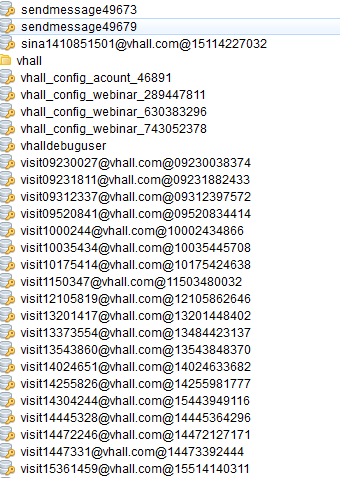 sendmessage49673
sendmessage49679
sina1410851501@vhall.com@15114227032
vhall
vhall_config_acount_46891
vhall_config_webinar_289447811
vhall_config_webinar_630383296
vhall_config_webinar_743052378
vhalldebuguser
visit09230027@vhall.com@09230038374
visit09231811@vhall.com@09231882433
visit09312337@vhall.com@09312397572
visit09520841@vhall.com@09520834414
visit1000244@vhall.com@10002434866
visit10035434@vhall.com@10035445708
visit10175414@vhall.com@10175424638
visit1150347@vhall.com@11503480032
visit12105819@vhall.com@12105862646
visit13201417@vhall.com@13201448402
visit13373554@vhall.com@13484423137
visit13543860@vhall.com@13543848370
visit14024651@vhall.com@14024633682
visit14255826@vhall.com@14255981777
visit14304244@vhall.com@15443949116
visit14445328@vhall.com@14445364296
visit14472246@vhall.com@14472127171
visit1447331@vhall.com@14473392444
visit15361459@vhall.com@15514140311